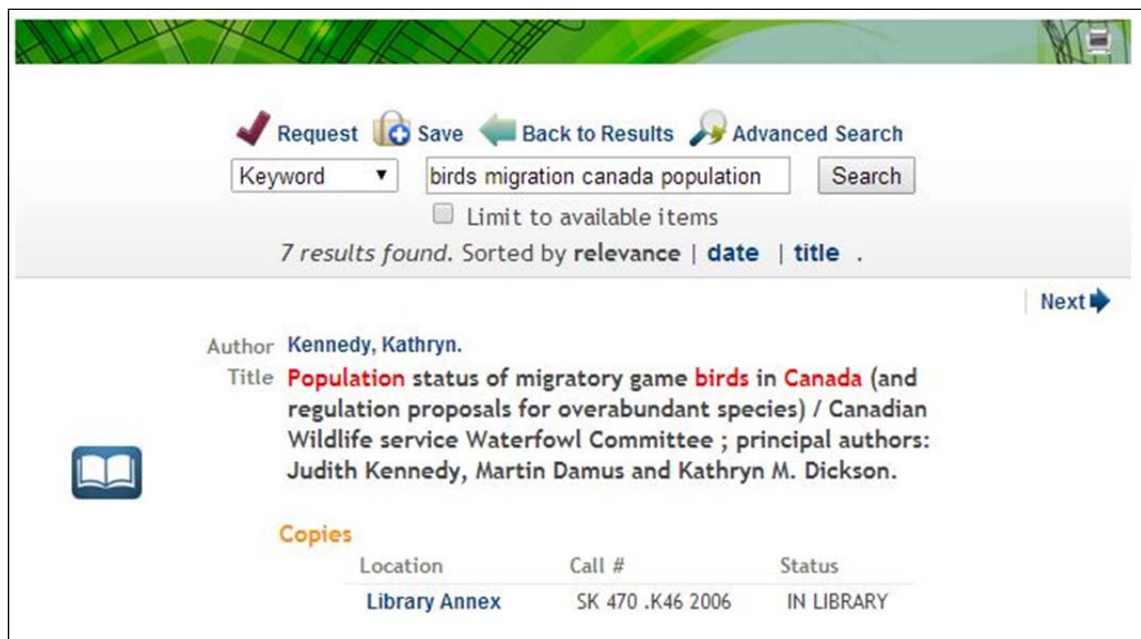 Request Save Back to Results Advanced Search
Keyword birds migration canada population Search
Limit to available items
7 results found. Sorted by relevance | date | title .
Next
Author Kennedy, Kathryn.
Title Population status of migratory game birds in Canada (and
regulation proposals for overabundant species) / Canadian
Wildlife service Waterfowl Committee ; principal authors:
Judith Kennedy, Martin Damus and Kathryn M. Dickson.
Copies
Location Call # Status
Library Annex SK 470 .K46 2006 IN LIBRARY